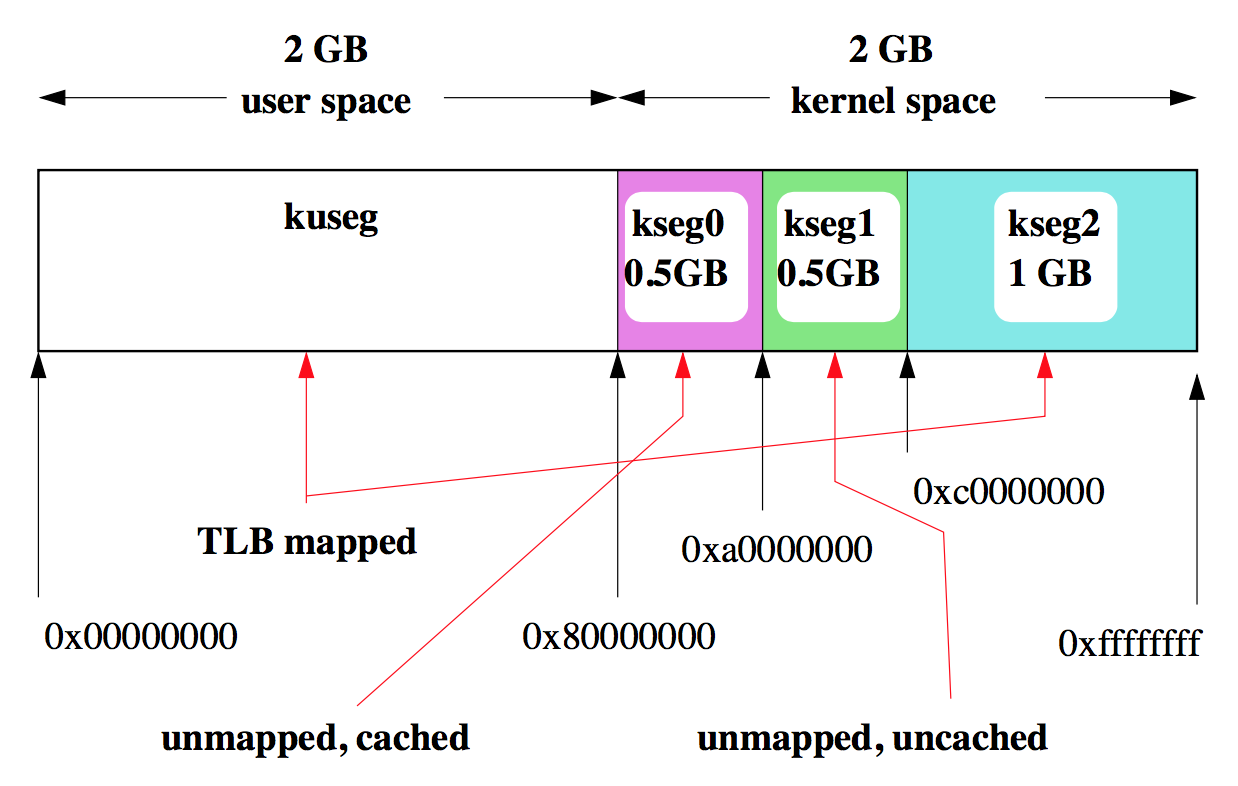 2 GB
user space
2 GB
kernel space
kuseg
kseg0
0.5GB
kseg1
0.5GB
kseg2
1 GB
0xc0000000
TLB mapped
0xa0000000
0x00000000
0x80000000
0xffffffff
unmapped, cached
unmapped, uncached